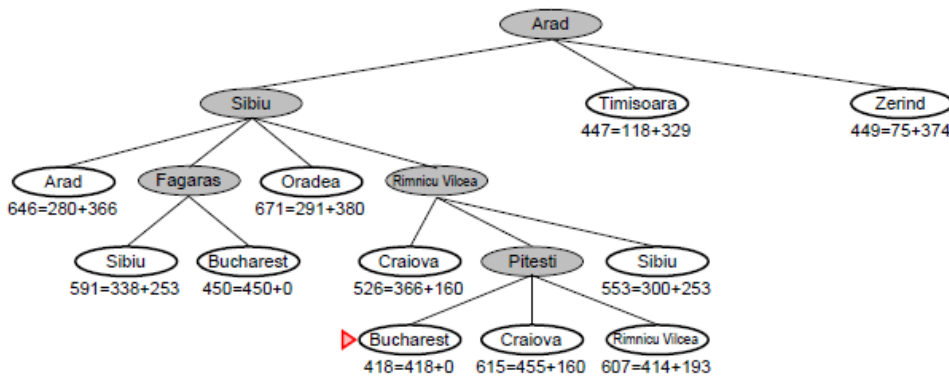 Arad
Sibiu Timisoara Zerind
447=118+329 449=75+374
Arad Fagaras Oradea Rimnicu Vilcea
646=280+366 671=291+380
Sibiu Bucharest Craiova Pitesti Sibiu
591=338+253 450=450+0 526=366+160 553=300+253
Bucharest Craiova Rimnicu Vilcea
418=418+0 615=455+160 607=414+193